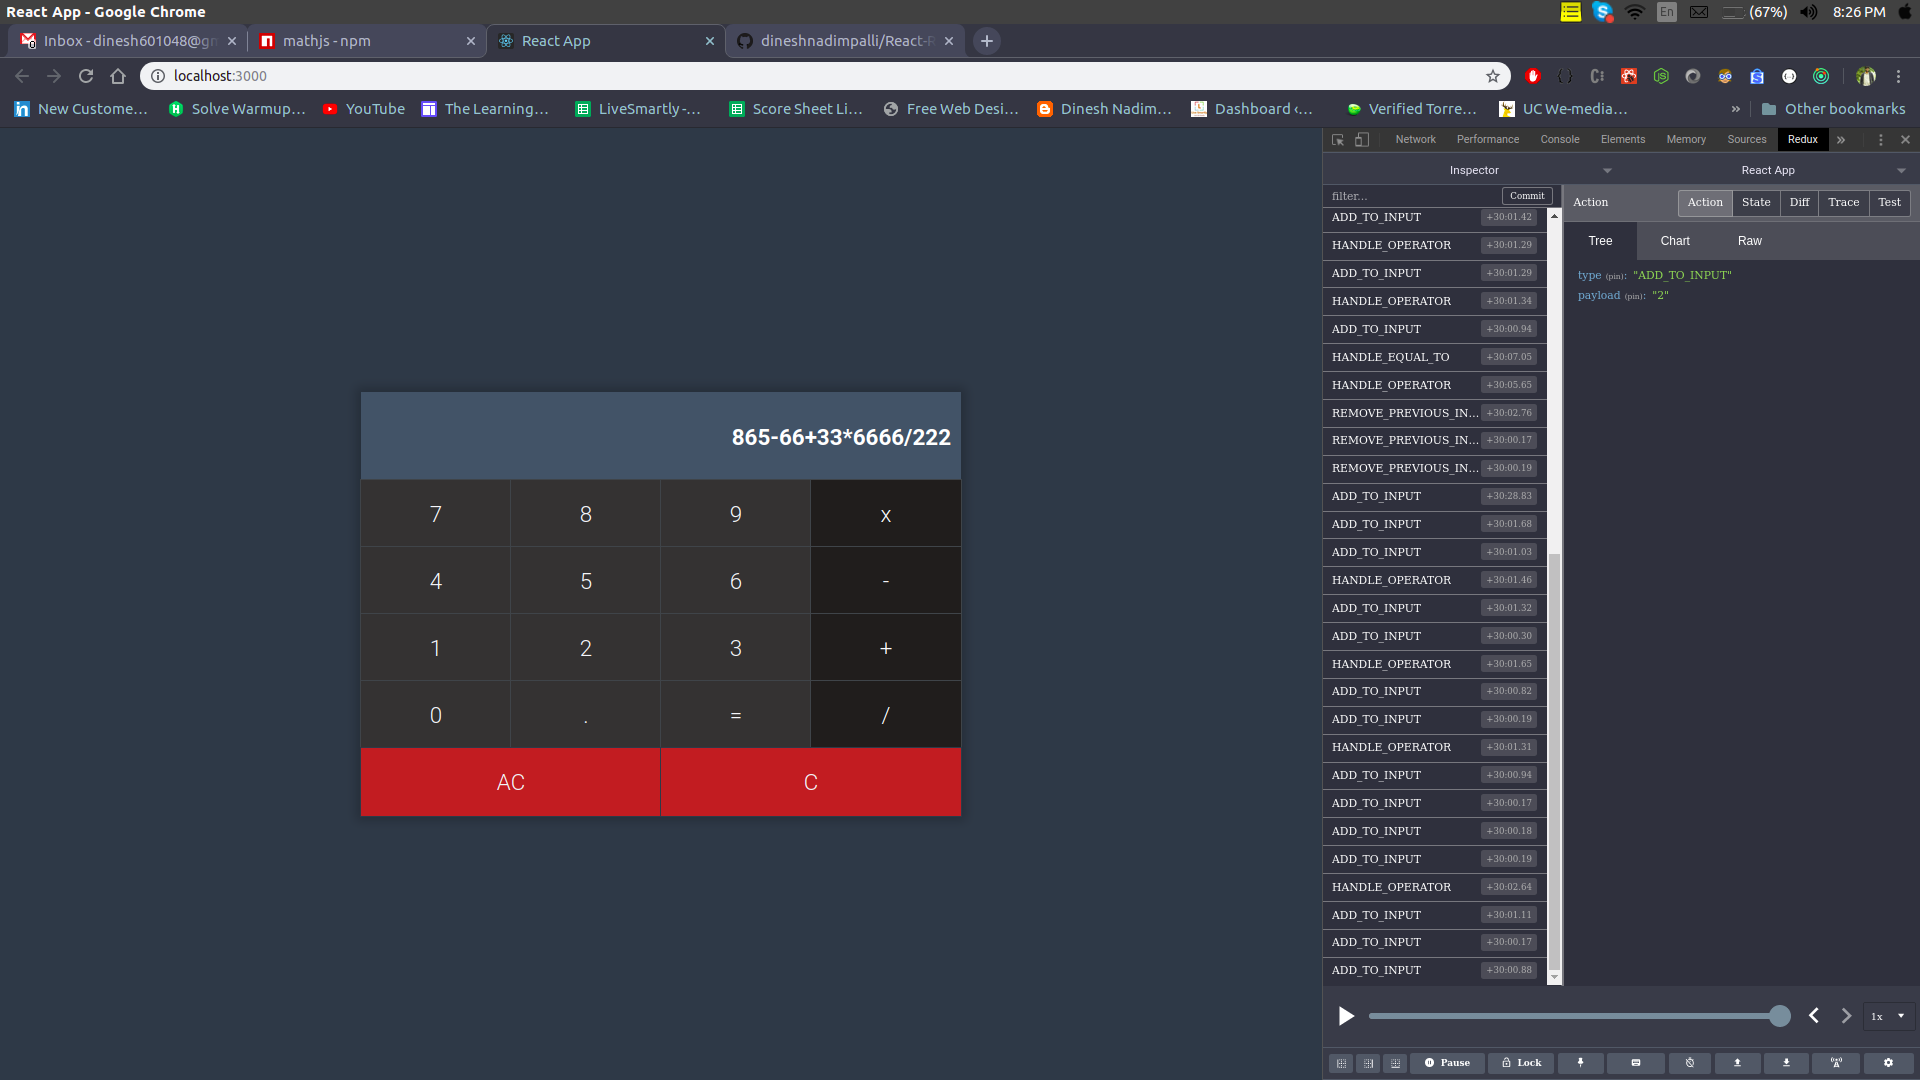 React App - Google Chrome
En (67%) 8:26 PM
Inbox - dinesh601048@gm
mathjs - npm
React App
dineshnadimpalli/React-R
localhost:3000
New Custome...
Solve Warmup...
YouTube
The Learning...
LiveSmartly -...
Score Sheet Li...
Free Web Desi...
Dinesh Nadim...
Dashboard ‹...
Verified Torre...
UC We-media...
»
Other bookmarks
Network Performance Console Elements Memory Sources Redux »
Inspector
React App
filter...
Commit
Action
Action State Diff Trace Test
Tree Chart Raw
type (pin): "ADD_TO_INPUT"
payload (pin): "2"
ADD_TO_INPUT +30:01.42
HANDLE_OPERATOR +30:01.29
ADD_TO_INPUT +30:01.29
HANDLE_OPERATOR +30:01.34
ADD_TO_INPUT +30:00.94
HANDLE_EQUAL_TO +30:07.05
HANDLE_OPERATOR +30:05.65
REMOVE_PREVIOUS_IN... +30:02.76
REMOVE_PREVIOUS_IN... +30:00.17
REMOVE_PREVIOUS_IN... +30:00.19
ADD_TO_INPUT +30:28.83
ADD_TO_INPUT +30:01.68
ADD_TO_INPUT +30:01.03
HANDLE_OPERATOR +30:01.46
ADD_TO_INPUT +30:01.32
ADD_TO_INPUT +30:00.30
HANDLE_OPERATOR +30:01.65
ADD_TO_INPUT +30:00.82
ADD_TO_INPUT +30:00.19
HANDLE_OPERATOR +30:01.31
ADD_TO_INPUT +30:00.94
ADD_TO_INPUT +30:00.17
ADD_TO_INPUT +30:00.18
ADD_TO_INPUT +30:00.19
HANDLE_OPERATOR +30:02.64
ADD_TO_INPUT +30:01.11
ADD_TO_INPUT +30:00.17
ADD_TO_INPUT +30:00.88
865-66+33*6666/222
7 8 9 x
4 5 6 -
1 2 3 +
0 . = /
AC C
1x
Pause
Lock